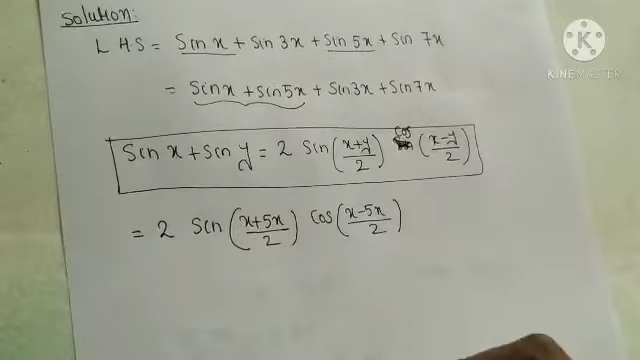 Solution:
L H.S = Sin x + Sin 3x + Sin 5x + Sin 7x
= Sin x + Sin 5x + Sin 3x + Sin 7x
Sin x + Sin y = 2 Sin (x+y/2) cos (x-y/2)
= 2 Sin (x+5x/2) cos (x-5x/2)
K
KINEMASTER